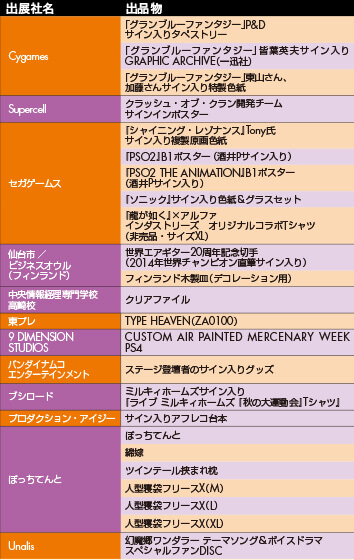 出展社名
出品物
Cygames
『グランブルーファンタジー』P&D
サイン入りタペストリー
『グランブルーファンタジー』皆葉英夫サイン入り
GRAPHIC ARCHIVE(一迅社)
『グランブルーファンタジー』東山さん、
加藤さんサイン入り特製色紙
Supercell
クラッシュ・オブ・クラン開発チーム
サインインポスター
セガゲームス
『シャイニング・レゾナンス』Tony氏
サイン入り複製原画色紙
『PSO2』B1ポスター（酒井Pサイン入り）
『PSO2 THE ANIMATION』B1ポスター
（酒井Pサイン入り）
『ソニック』サイン入り色紙＆グラスセット
『龍が如く』×アルファ
インダストリーズ　オリジナルコラボTシャツ
（非売品・サイズXL）
仙台市／
ビジネスオウル
（フィンランド）
世界エアギター20周年記念切手
（2014年世界チャンピオン直筆サイン入り）
フィンランド木製皿（デコレーション用）
中央情報経理専門学校
高崎校
クリアファイル
東プレ
TYPE HEAVEN(ZA0100)
9 DIMENSION
STUDIOS
CUSTOM AIR PAINTED MERCENARY WEEK
PS4
バンダイナムコ
エンターテインメント
ステージ登壇者のサイン入りグッズ
ブシロード
ミルキィホームズサイン入り
『ライブ ミルキィホームズ 『秋の大運動会』Tシャツ』
プロダクション・アイジー
サイン入りアフレコ台本
ぼっちてんと
ぼっちてんと
綿嫁
ツインテール挟まれ枕
人型寝袋フリースX(M)
人型寝袋フリースX(L)
人型寝袋フリースX(XL)
Unalis
幻魔郷ワンダラー テーマソング＆ボイスドラマ
スペシャルファンDISC